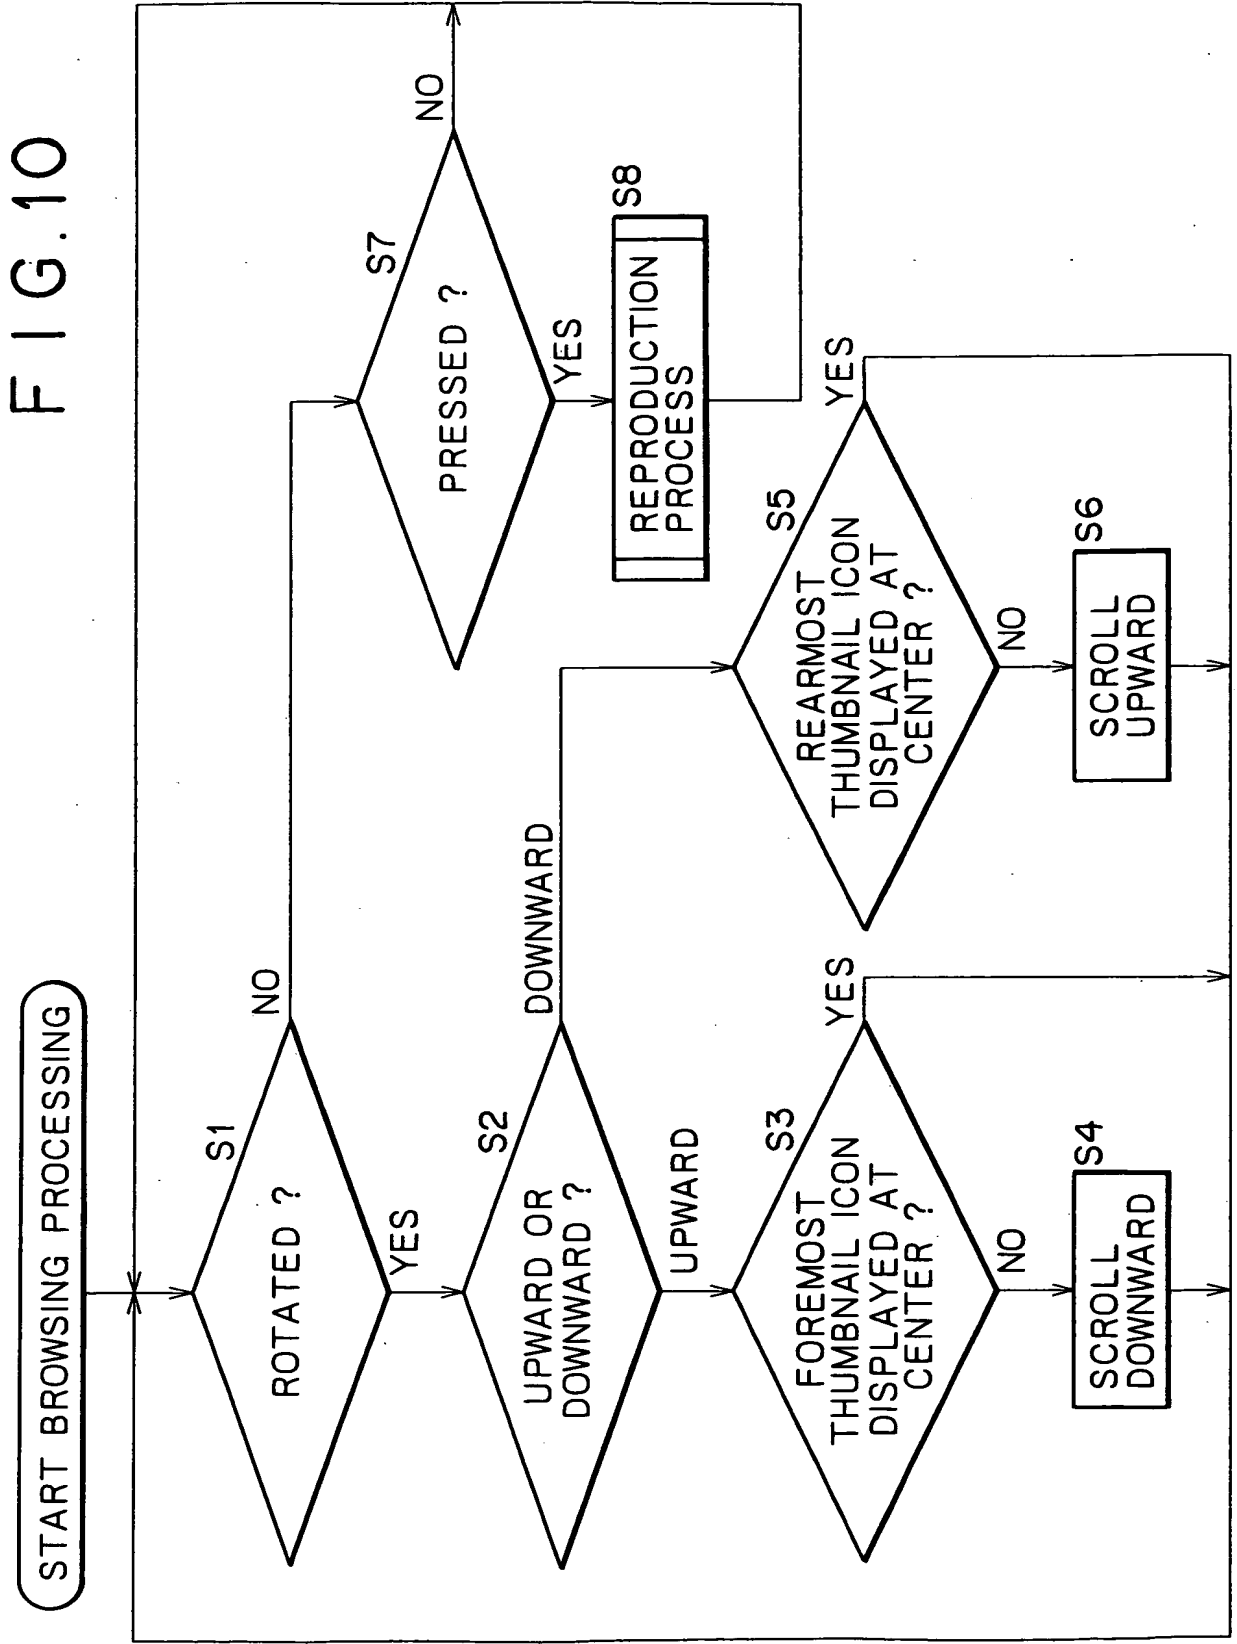 FIG.10
START BROWSING PROCESSING
S1
ROTATED ?
NO
YES
S2
UPWARD OR
DOWNWARD ?
DOWNWARD
UPWARD
S3
FOREMOST
THUMBNAIL ICON
DISPLAYED AT
CENTER ?
YES
NO
S4
SCROLL
DOWNWARD
S5
REARMOST
THUMBNAIL ICON
DISPLAYED AT
CENTER ?
YES
NO
S6
SCROLL
UPWARD
S7
PRESSED ?
NO
YES
S8
REPRODUCTION
PROCESS